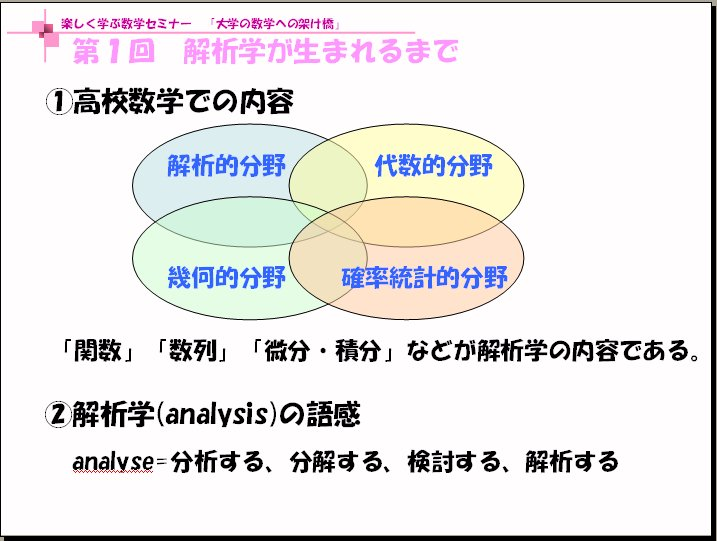 楽しく学ぶ数学セミナー 「大学の数学への架け橋」
第1回 解析学が生まれるまで
①高校数学での内容
解析的分野 代数的分野
幾何的分野 確率統計的分野
「関数」「数列」「微分・積分」などが解析学の内容である。
②解析学(analysis)の語感
analyse=分析する、分解する、検討する、解析する